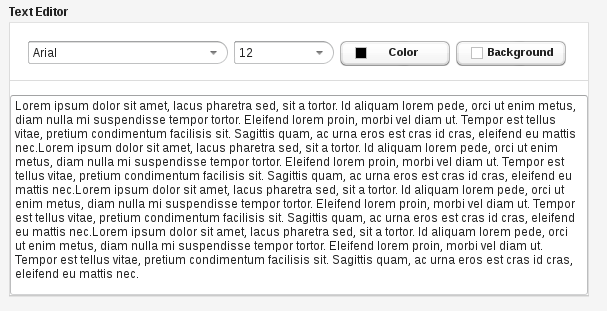 Text Editor
Arial 12 Color Background
Lorem ipsum dolor sit amet, lacus pharetra sed, sit a tortor. Id aliquam lorem pede, orci ut enim metus,
diam nulla mi suspendisse tempor tortor. Eleifend lorem proin, morbi vel diam ut. Tempor est tellus
vitae, pretium condimentum facilisis sit. Sagittis quam, ac urna eros est cras id cras, eleifend eu mattis
nec.Lorem ipsum dolor sit amet, lacus pharetra sed, sit a tortor. Id aliquam lorem pede, orci ut enim
metus, diam nulla mi suspendisse tempor tortor. Eleifend lorem proin, morbi vel diam ut. Tempor est
tellus vitae, pretium condimentum facilisis sit. Sagittis quam, ac urna eros est cras id cras, eleifend eu
mattis nec.Lorem ipsum dolor sit amet, lacus pharetra sed, sit a tortor. Id aliquam lorem pede, orci ut
enim metus, diam nulla mi suspendisse tempor tortor. Eleifend lorem proin, morbi vel diam ut. Tempor
est tellus vitae, pretium condimentum facilisis sit. Sagittis quam, ac urna eros est cras id cras, eleifend
eu mattis nec.Lorem ipsum dolor sit amet, lacus pharetra sed, sit a tortor. Id aliquam lorem pede, orci
ut enim metus, diam nulla mi suspendisse tempor tortor. Eleifend lorem proin, morbi vel diam ut.
Tempor est tellus vitae, pretium condimentum facilisis sit. Sagittis quam, ac urna eros est cras id cras,
eleifend eu mattis nec.